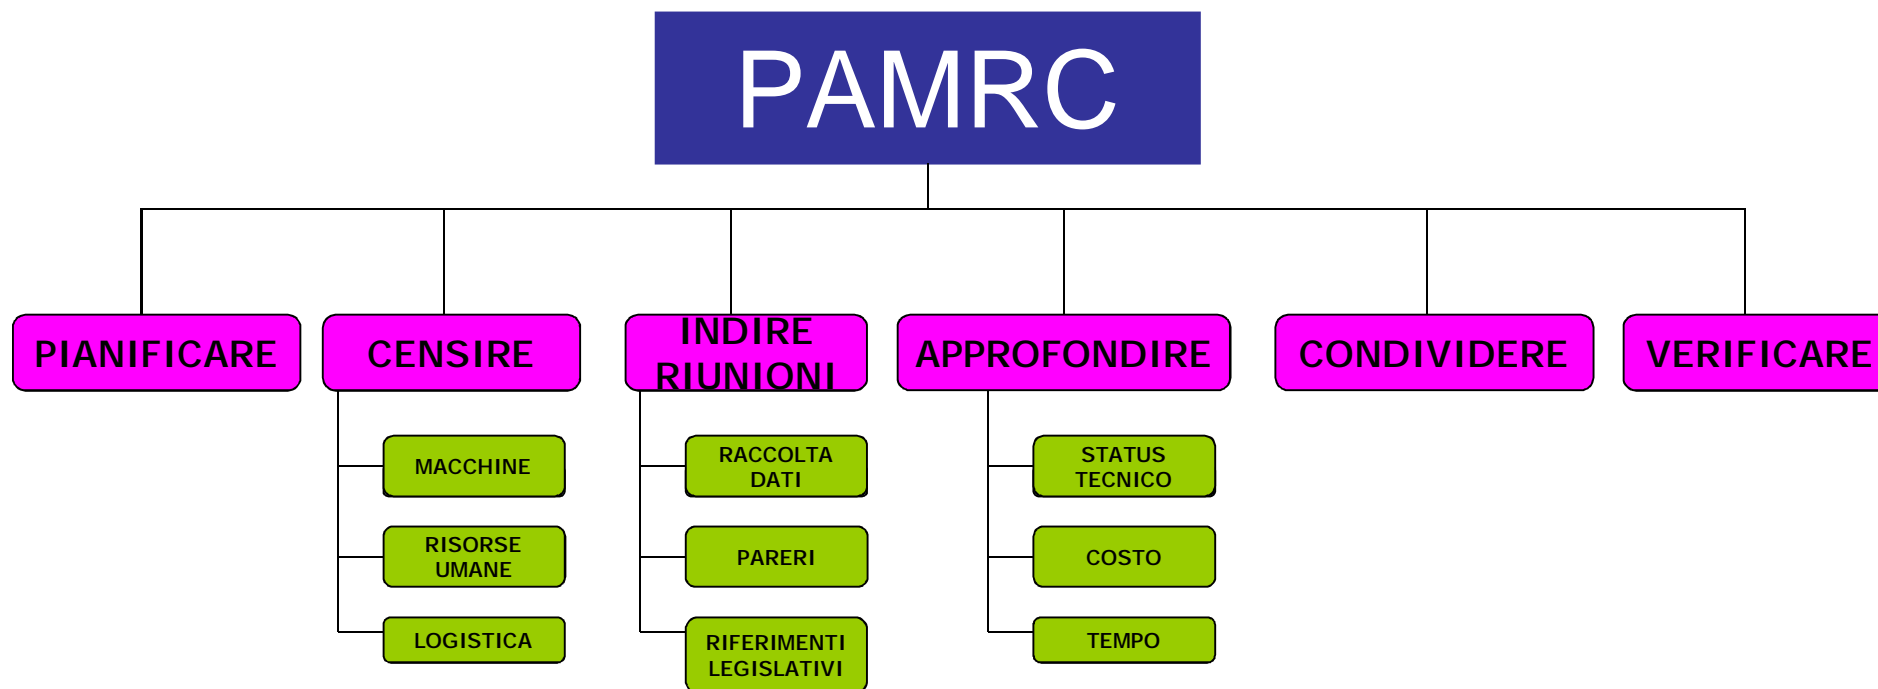 PAMRC
PIANIFICARE
CENSIRE
INDIRE
RIUNIONI
APPROFONDIRE
CONDIVIDERE
VERIFICARE
MACCHINE
RISORSE
UMANE
LOGISTICA
RACCOLTA
DATI
PARERI
RIFERIMENTI
LEGISLATIVI
STATUS
TECNICO
COSTO
TEMPO